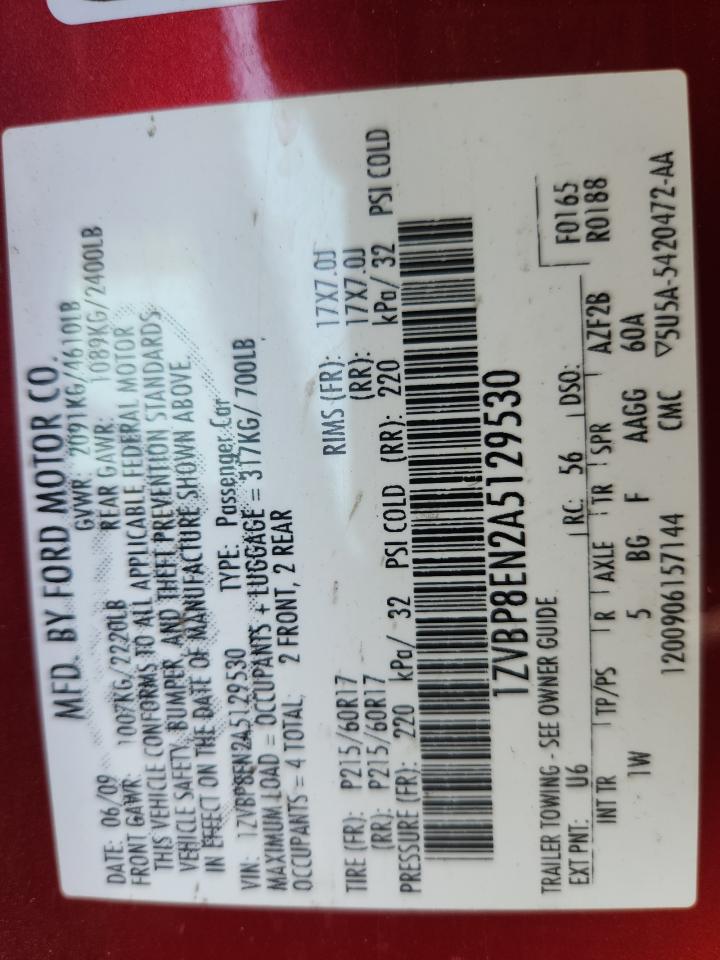 MFD. BY FORD MOTOR CO.
DATE: 06/09 GVWR: 2091KG/4610LB
FRONT GAWR: 1007KG/2220LB REAR GAWR: 1089KG/2400LB
THIS VEHICLE CONFORMS TO ALL APPLICABLE FEDERAL MOTOR
VEHICLE SAFETY, BUMPER, AND THEFT PREVENTION STANDARDS
IN EFFECT ON THE DATE OF MANUFACTURE SHOWN ABOVE.
VIN: 1ZVBP8EN2A5129530 TYPE: Passenger Car
MAXIMUM LOAD = OCCUPANTS + LUGGAGE = 317KG/ 700LB
OCCUPANTS = 4 TOTAL, 2 FRONT, 2 REAR
TIRE (FR): P215/60R17 RIMS (FR): 17X7.0J
(RR): P215/60R17 (RR): 17X7.0J
PRESSURE (FR): 220 kPa/ 32 PSI COLD (RR): 220 kPa/ 32 PSI COLD
1ZVBP8EN2A5129530
TRAILER TOWING - SEE OWNER GUIDE
EXT PNT: U6 RC: 56 DSO: F0165
R0188
INT TR TP/PS R AXLE TR SPR AZF2B
1W 5 BG F AAGG 60A
1200906157144 CMC ▽5U5A-5420472-AA